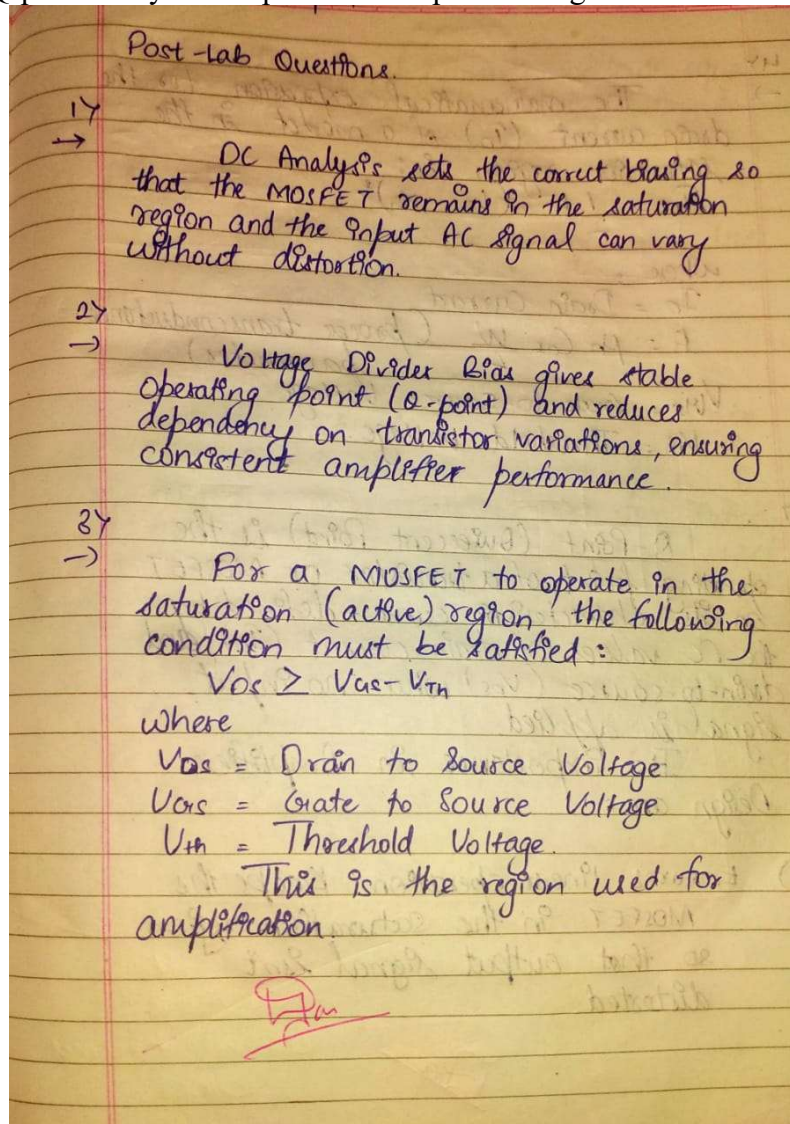 Post-Lab Questions.
1)
→ DC Analysis sets the correct biasing so
that the MOSFET remains in the saturation
region and the input AC signal can vary
without distortion.
2)
→ Voltage Divider Bias gives stable
operating point (Q-point) and reduces
dependency on transistor variations, ensuring
consistent amplifier performance.
3)
→ For a MOSFET to operate in the
saturation (active) region, the following
condition must be satisfied:
VDS ≥ VGS - VTh
where
VDS = Drain to Source Voltage
VGS = Gate to Source Voltage
Vth = Threshold Voltage.
This is the region used for
amplification.